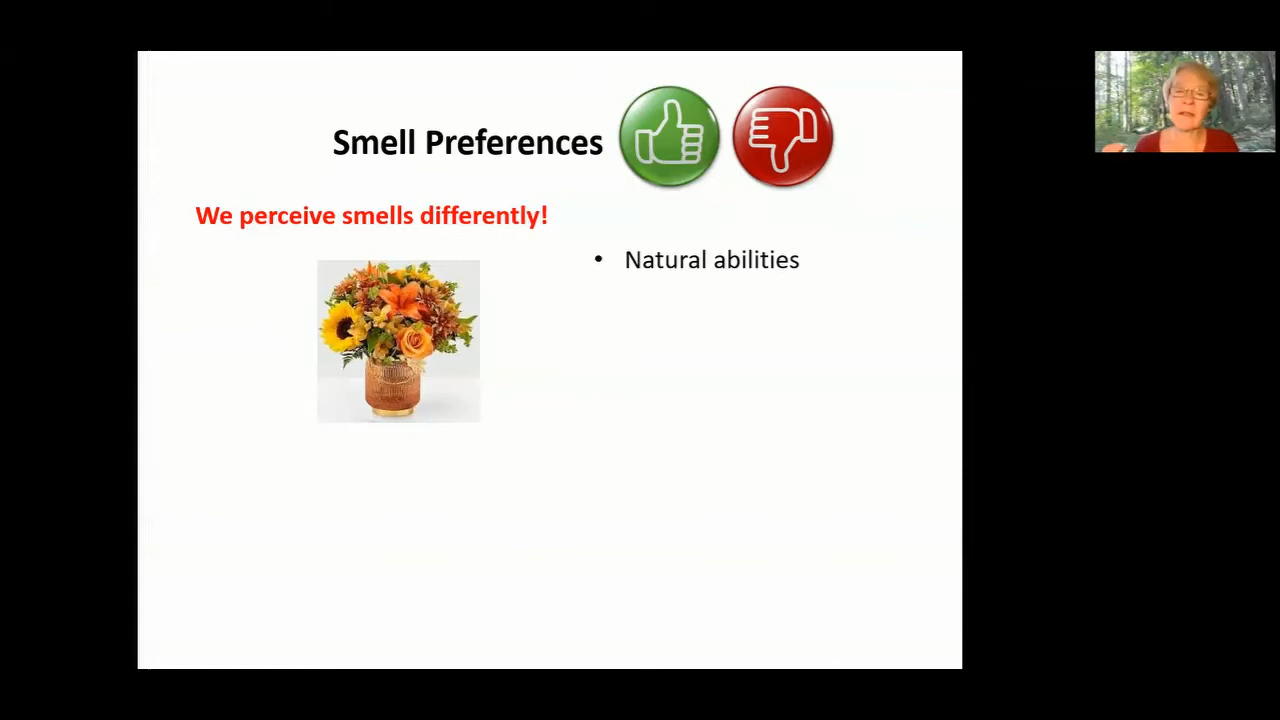 Smell Preferences
We perceive smells differently!
• Natural abilities